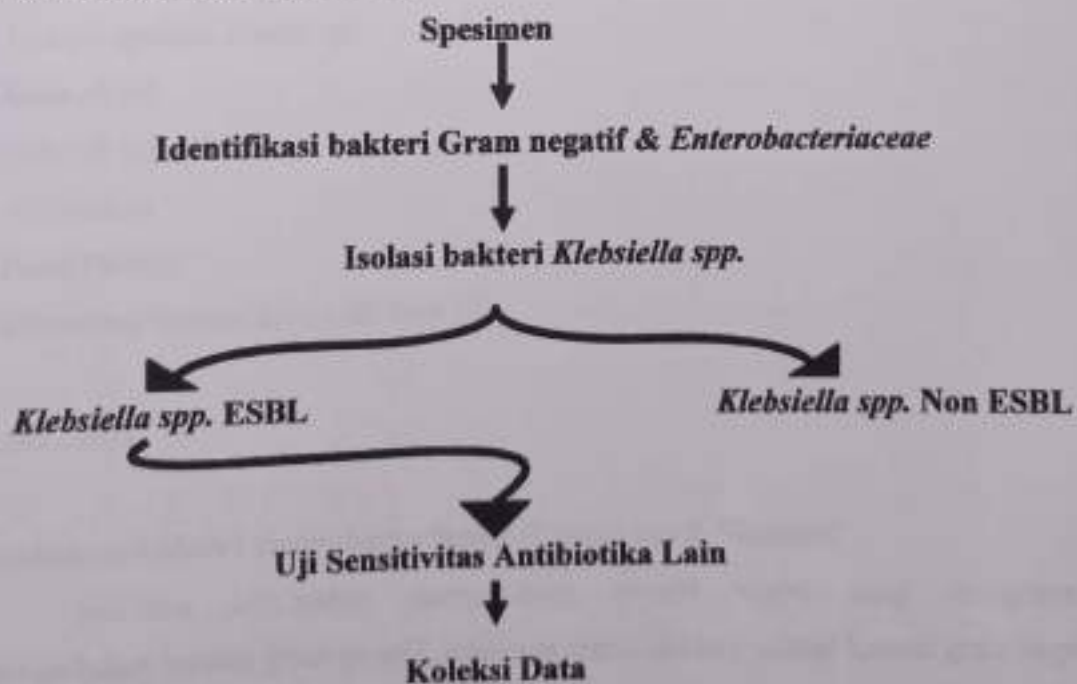 Spesimen
Identifikasi bakteri Gram negatif & Enterobacteriaceae
Isolasi bakteri Klebsiella spp.
Klebsiella spp. ESBL
Klebsiella spp. Non ESBL
Uji Sensitivitas Antibiotika Lain
Koleksi Data